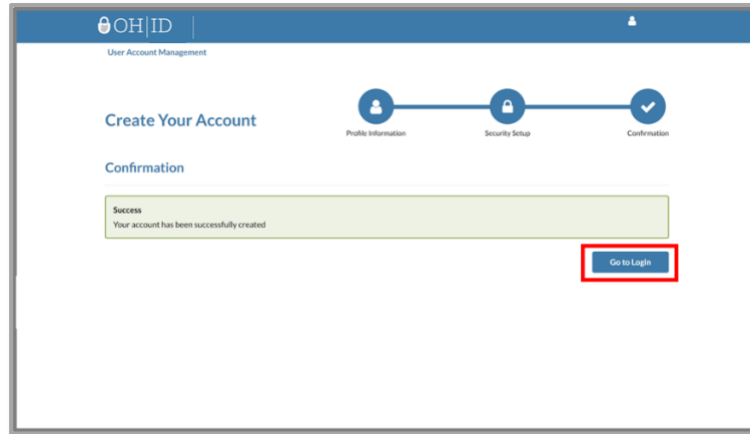 OH|ID
User Account Management
Create Your Account
Profile Information
Security Setup
Confirmation
Confirmation
Success
Your account has been successfully created
Go to Login